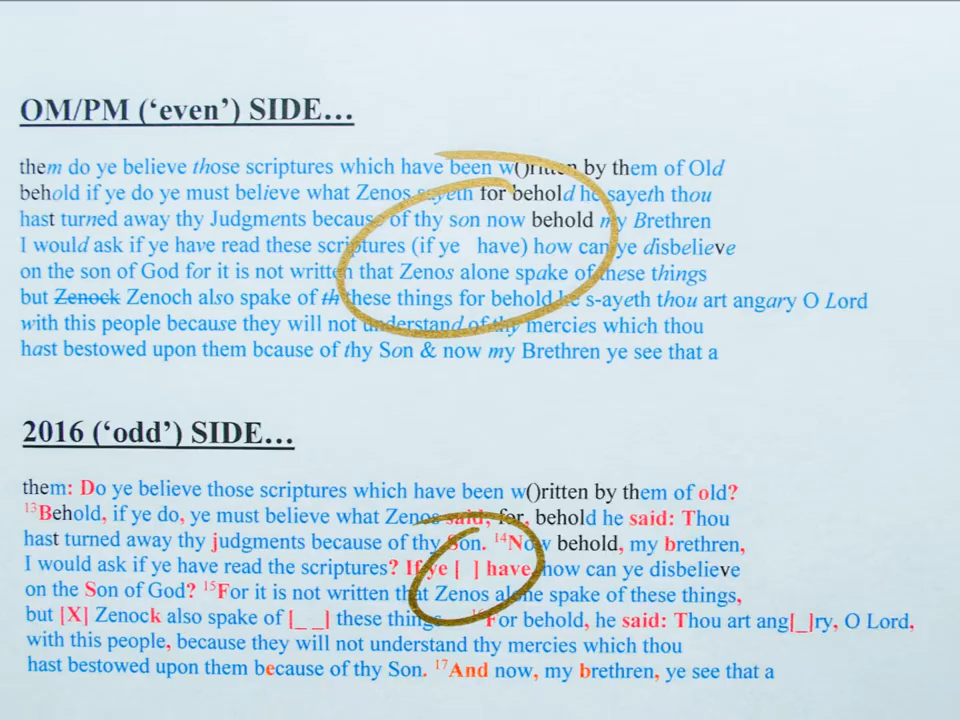 OM/PM (‘even’) SIDE…
them do ye believe those scriptures which have been w()ritten by them of Old
behold if ye do ye must believe what Zenos sayeth for behold he sayeth thou
hast turned away thy Judgments because of thy son now behold my Brethren
I would ask if ye have read these scriptures (if ye have) how can ye disbelieve
on the son of God for it is not written that Zenos alone spake of these things
but Zenock Zenoch also spake of th these things for behold he s-ayeth thou art angary O Lord
with this people because they will not understand of thy mercies which thou
hast bestowed upon them bcause of thy Son & now my Brethren ye see that a
2016 (‘odd’) SIDE…
them: Do ye believe those scriptures which have been w()ritten by them of old?
13Behold, if ye do, ye must believe what Zenos said; for, behold he said: Thou
hast turned away thy judgments because of thy Son. 14Now behold, my brethren,
I would ask if ye have read the scriptures? If ye [ ] have, how can ye disbelieve
on the Son of God? 15For it is not written that Zenos alone spake of these things,
but [X] Zenock also spake of [_ _] these things 16For behold, he said: Thou art ang[_]ry, O Lord,
with this people, because they will not understand thy mercies which thou
hast bestowed upon them because of thy Son. 17And now, my brethren, ye see that a